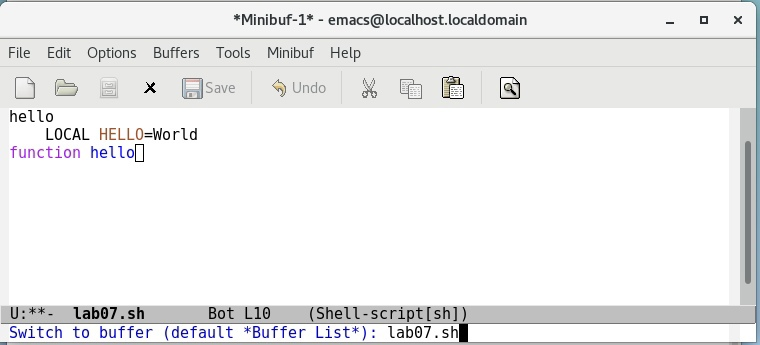 *Minibuf-1* - emacs@localhost.localdomain
File Edit Options Buffers Tools Minibuf Help
Save Undo
hello
    LOCAL HELLO=World
function hello
U:**-  lab07.sh       Bot L10    (Shell-script[sh])
Switch to buffer (default *Buffer List*): lab07.sh